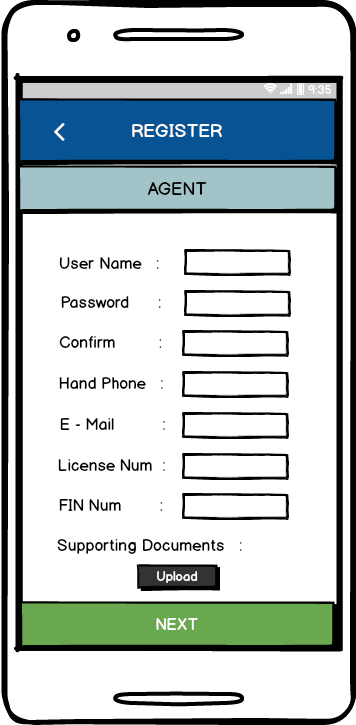 9:35
REGISTER
AGENT
User Name :
Password :
Confirm :
Hand Phone :
E - Mail :
License Num :
FIN Num :
Supporting Documents :
Upload
NEXT